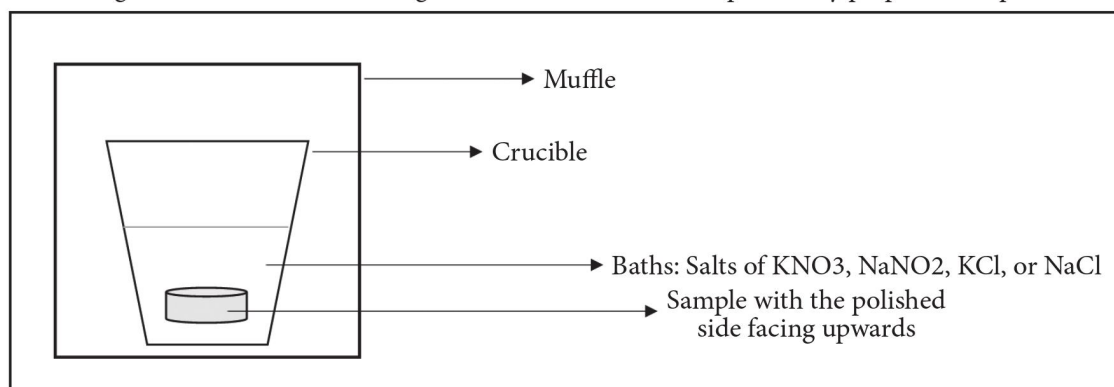 Muffle
Crucible
Baths: Salts of KNO3, NaNO2, KCl, or NaCl
Sample with the polished
side facing upwards